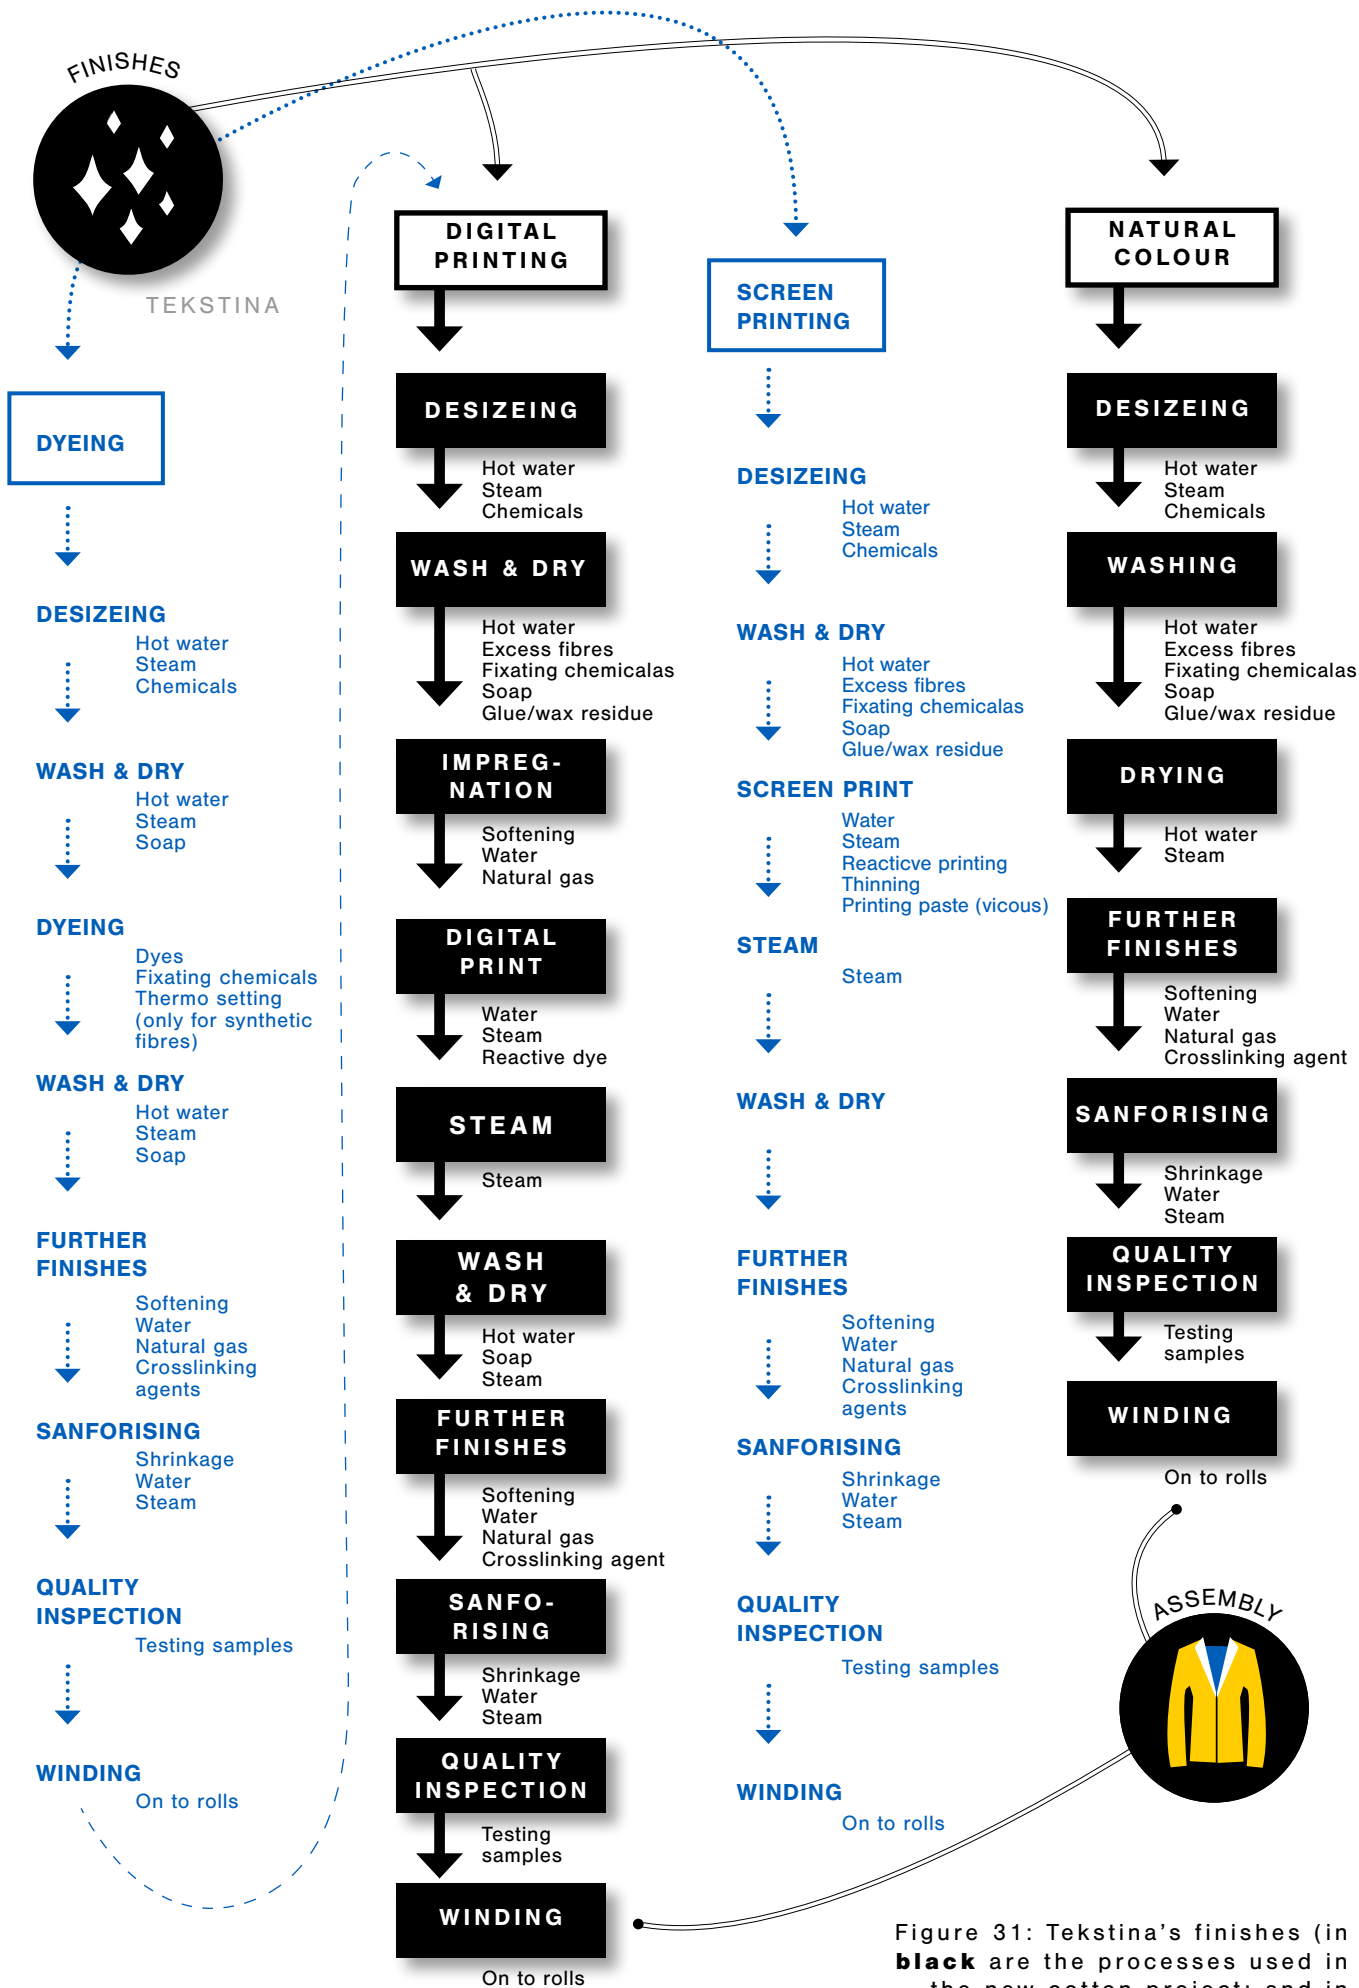 FINISHES
TEKSTINA
DYEING
DESIZEING
Hot water
Steam
Chemicals
WASH & DRY
Hot water
Steam
Soap
DYEING
Dyes
Fixating chemicals
Thermo setting
(only for synthetic
fibres)
WASH & DRY
Hot water
Steam
Soap
FURTHER
FINISHES
Softening
Water
Natural gas
Crosslinking
agents
SANFORISING
Shrinkage
Water
Steam
QUALITY
INSPECTION
Testing samples
WINDING
On to rolls
DIGITAL
PRINTING
DESIZEING
Hot water
Steam
Chemicals
WASH & DRY
Hot water
Excess fibres
Fixating chemicalas
Soap
Glue/wax residue
IMPREG-
NATION
Softening
Water
Natural gas
DIGITAL
PRINT
Water
Steam
Reactive dye
STEAM
Steam
WASH
& DRY
Hot water
Soap
Steam
FURTHER
FINISHES
Softening
Water
Natural gas
Crosslinking agent
SANFO-
RISING
Shrinkage
Water
Steam
QUALITY
INSPECTION
Testing
samples
WINDING
On to rolls
SCREEN
PRINTING
DESIZEING
Hot water
Steam
Chemicals
WASH & DRY
Hot water
Excess fibres
Fixating chemicalas
Soap
Glue/wax residue
SCREEN PRINT
Water
Steam
Reacticve printing
Thinning
Printing paste (vicous)
STEAM
Steam
WASH & DRY
FURTHER
FINISHES
Softening
Water
Natural gas
Crosslinking
agents
SANFORISING
Shrinkage
Water
Steam
QUALITY
INSPECTION
Testing samples
WINDING
On to rolls
NATURAL
COLOUR
DESIZEING
Hot water
Steam
Chemicals
WASHING
Hot water
Excess fibres
Fixating chemicalas
Soap
Glue/wax residue
DRYING
Hot water
Steam
FURTHER
FINISHES
Softening
Water
Natural gas
Crosslinking agent
SANFORISING
Shrinkage
Water
Steam
QUALITY
INSPECTION
Testing
samples
WINDING
On to rolls
ASSEMBLY
Figure 31: Tekstina's finishes (in
black are the processes used in
the new cotton project; and in